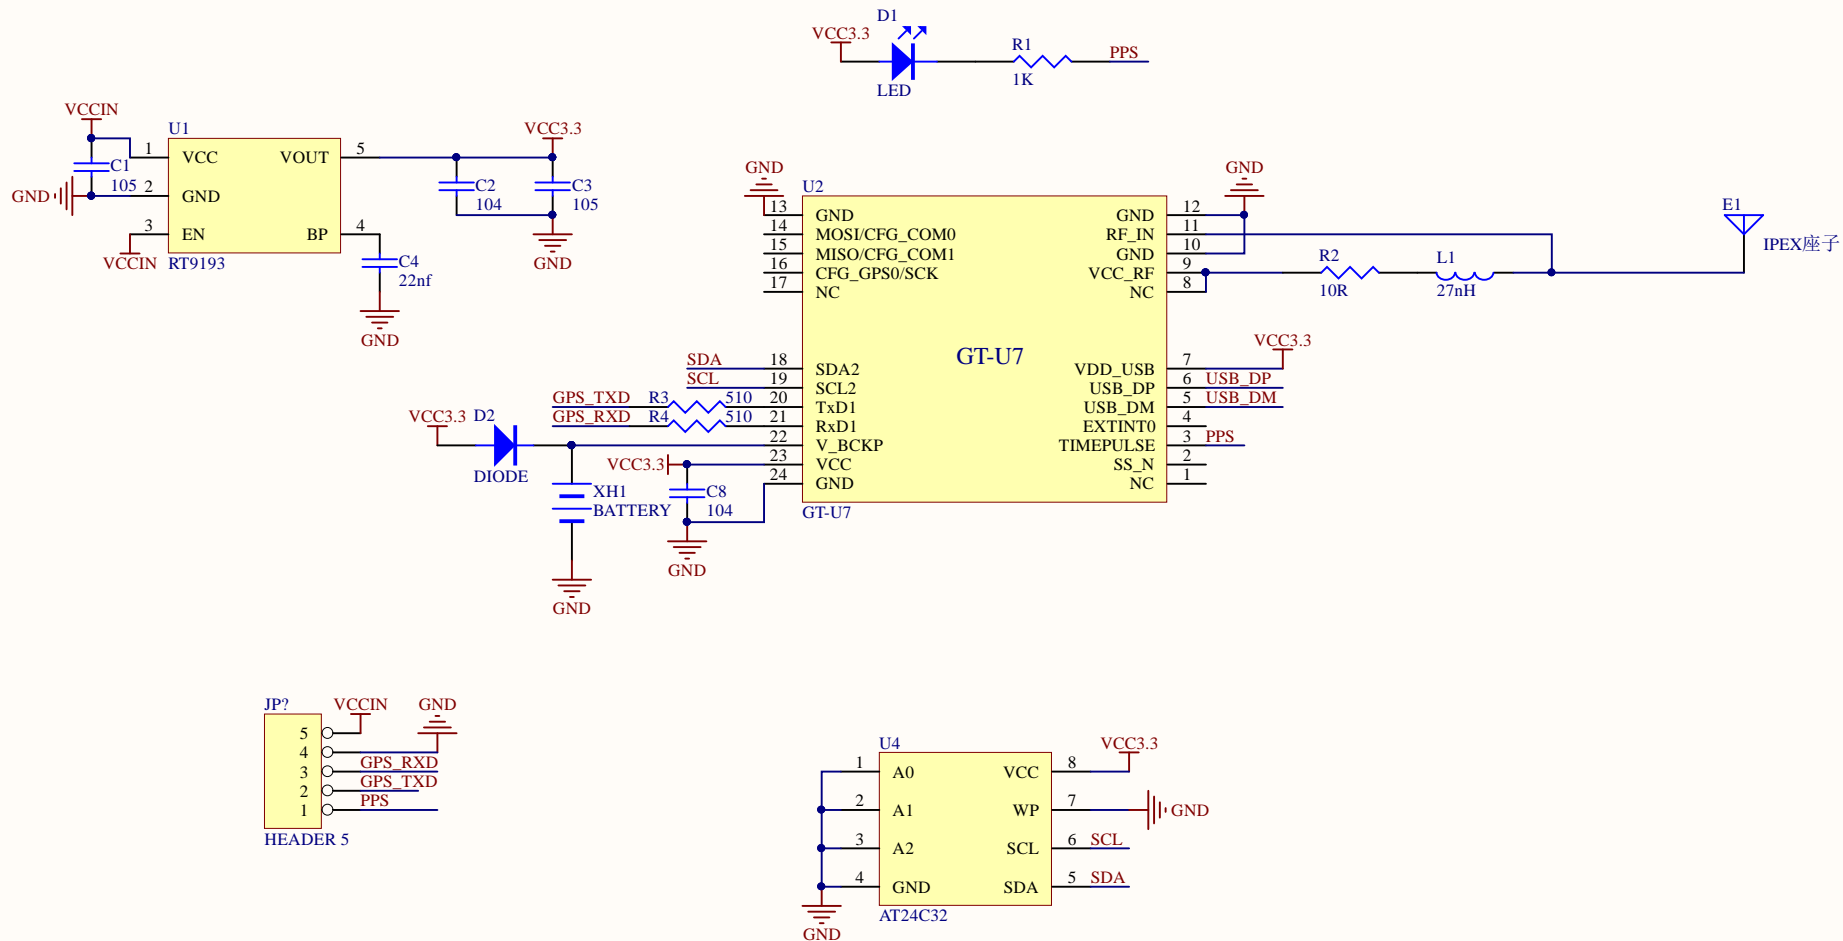 D1
VCC3.3
LED
R1
1K
PPS
VCCIN
C1
105
GND
U1
1
VCC
2
GND
3
EN
VCCIN
VOUT
5
BP
4
RT9193
VCC3.3
C2
104
C3
105
GND
C4
22nf
GND
GND
U2
13
GND
14
MOSI/CFG_COM0
15
MISO/CFG_COM1
16
CFG_GPS0/SCK
17
NC
SDA
18
SDA2
SCL
19
SCL2
GPS_TXD
R3
510
20
TxD1
GPS_RXD
R4
510
21
RxD1
22
V_BCKP
23
VCC
24
GND
GT-U7
GT-U7
GND
GND
12
RF_IN
11
GND
10
VCC_RF
9
NC
8
VCC3.3
VDD_USB
7
USB_DP
6
USB_DP
USB_DM
5
USB_DM
EXTINT0
4
TIMEPULSE
3
PPS
SS_N
2
NC
1
R2
10R
L1
27nH
E1
IPEX座子
VCC3.3
D2
DIODE
XH1
BATTERY
GND
VCC3.3
C8
104
GND
JP?
VCCIN
GND
5
4
3
GPS_RXD
2
GPS_TXD
1
PPS
HEADER 5
U4
1
A0
2
A1
3
A2
4
GND
GND
VCC
8
VCC3.3
WP
7
GND
SCL
6
SCL
SDA
5
SDA
AT24C32